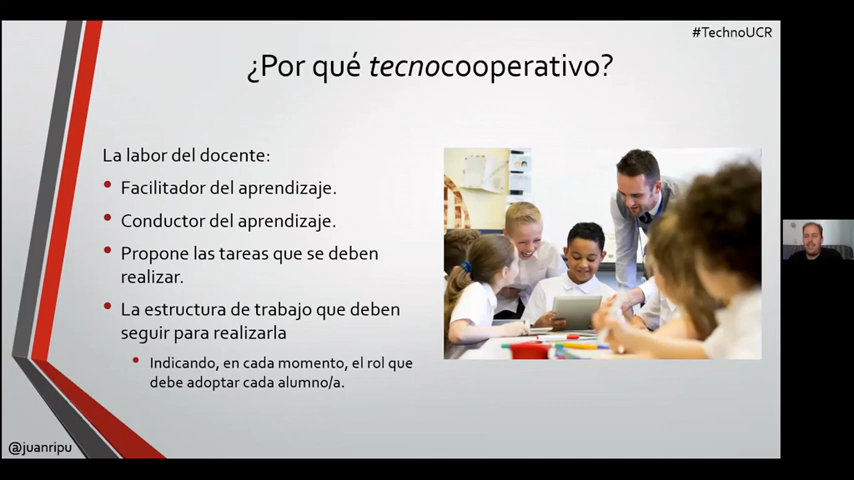 #TechnoUCR
¿Por qué tecnocooperativo?
La labor del docente:
• Facilitador del aprendizaje.
• Conductor del aprendizaje.
• Propone las tareas que se deben
realizar.
• La estructura de trabajo que deben
seguir para realizarla
• Indicando, en cada momento, el rol que
debe adoptar cada alumno/a.
@juanripu